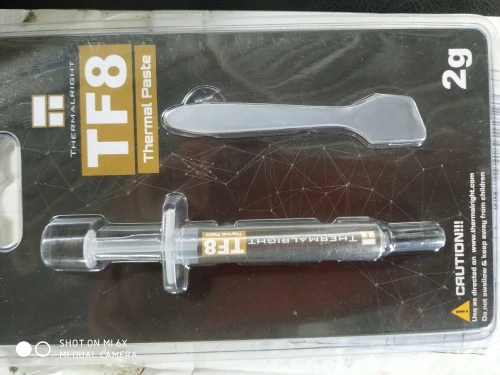 THERMALRIGHT
TF8
Thermal Paste
2g
THERMALRIGHT
TF8
Thermal Paste
CAUTION!!!
Use as directed on www.thermalright.com
Do not swallow & keep away from children
SHOT ON MI 6X
MI DUAL CAMERA